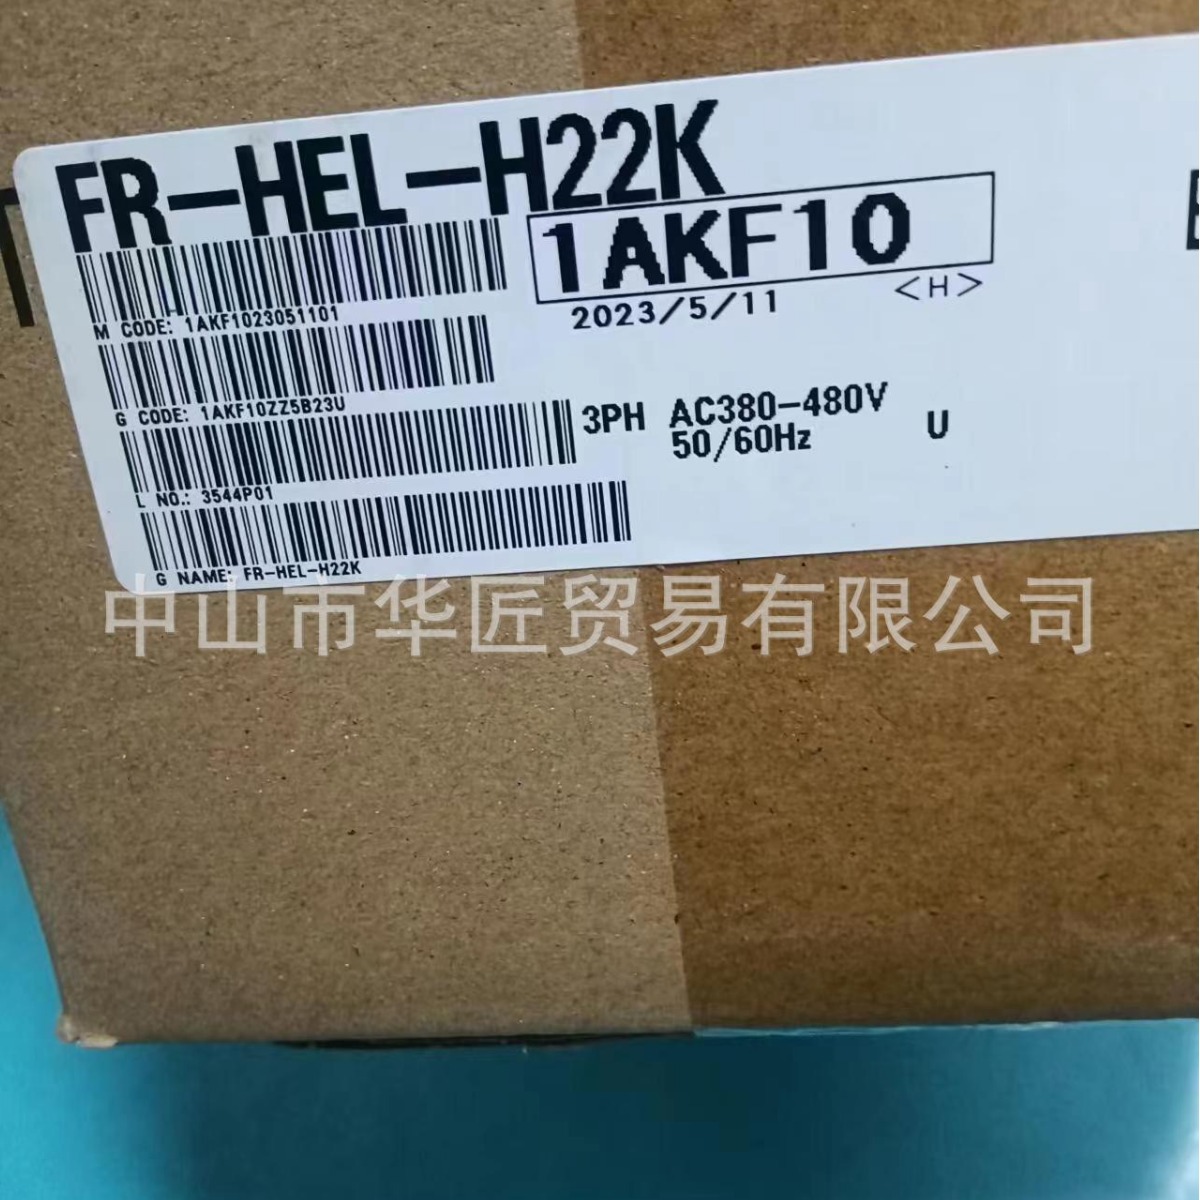 FR-HEL-H22K
1AKF10
<H>
2023/5/11
M CODE: 1AKF1023051101
G CODE: 1AKF10ZZ5B23U
3PH AC380-480V
50/60Hz
U
L NO.: 3544P01
G NAME: FR-HEL-H22K
中山市华匠贸易有限公司